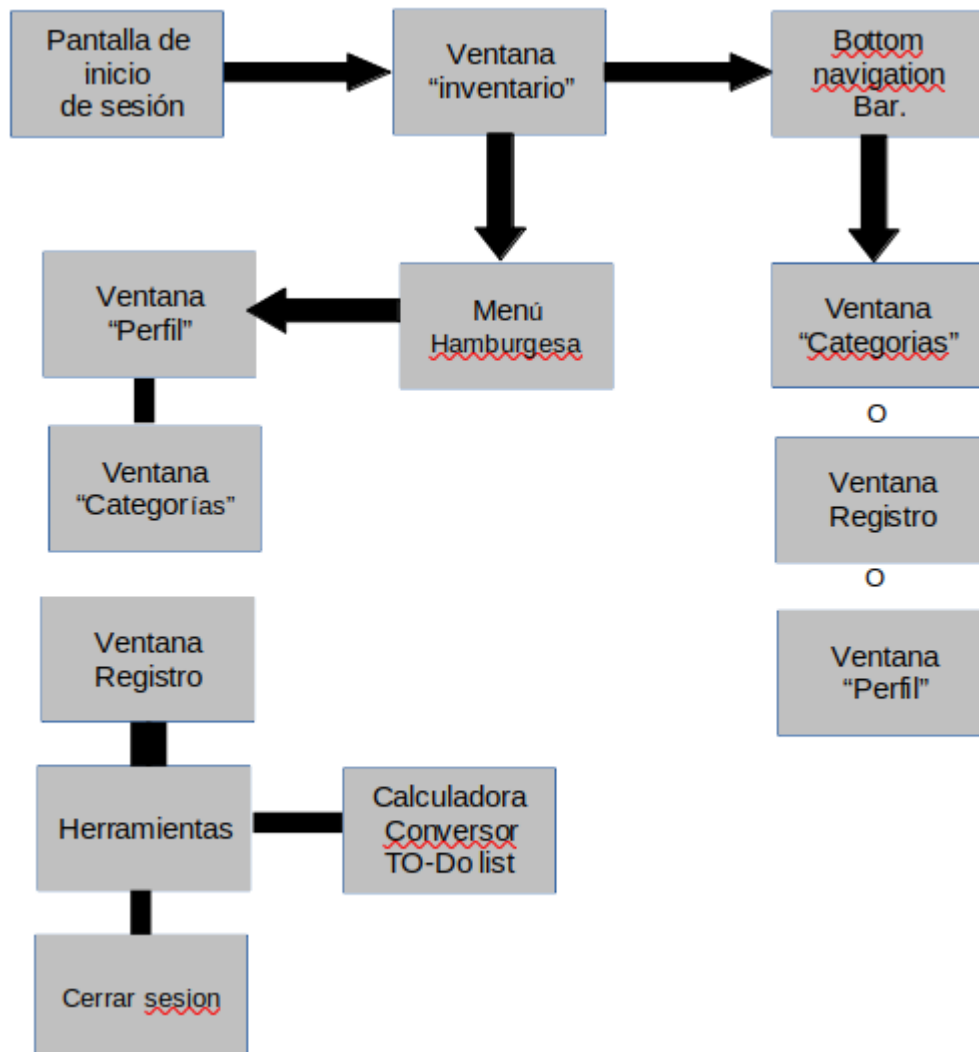 Pantalla de
inicio
de sesión
Ventana
“inventario”
Bottom
navigation
Bar.
Ventana
“Perfil”
Menú
Hamburgesa
Ventana
“Categorias”
O
Ventana
“Categorías”
Ventana
Registro
O
Ventana
Registro
Ventana
“Perfil”
Herramientas
Calculadora
Conversor
TO-Do list
Cerrar sesion